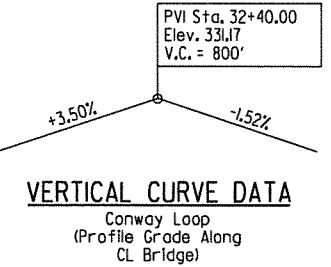 PVI Sta. 32+40.00
Elev. 331.17
V.C. = 800'
+3.50%
-1.52%
VERTICAL CURVE DATA
Conway Loop
(Profile Grade Along
CL Bridge)